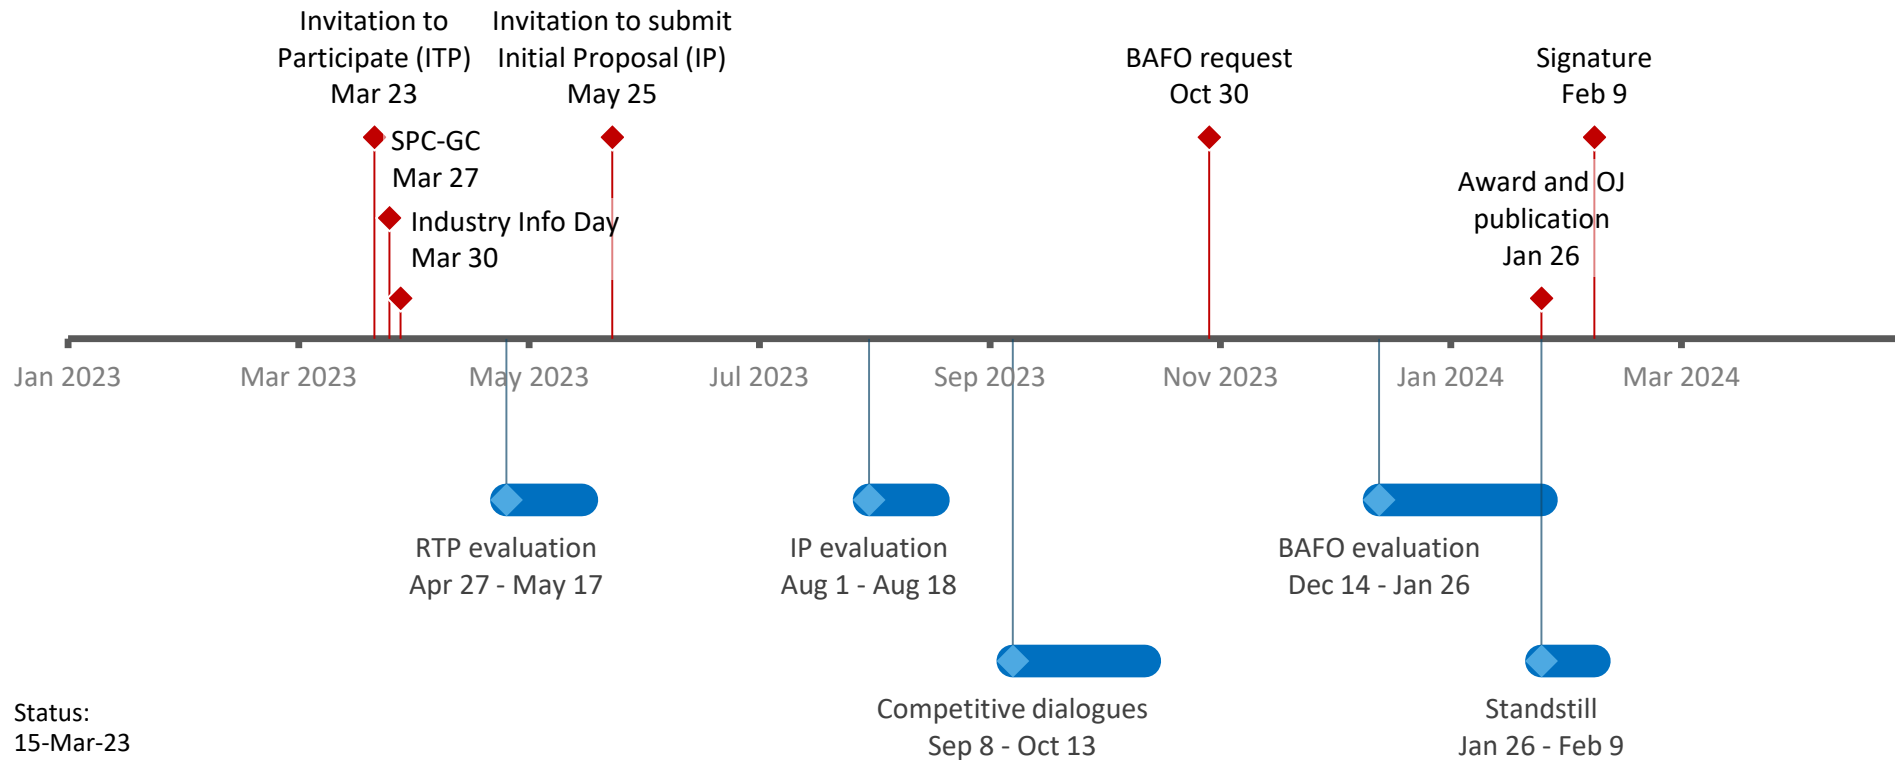 Invitation to
Participate (ITP)
Mar 23
Invitation to submit
Initial Proposal (IP)
May 25
BAFO request
Oct 30
Signature
Feb 9
SPC-GC
Mar 27
Industry Info Day
Mar 30
Award and OJ
publication
Jan 26
Jan 2023
Mar 2023
May 2023
Jul 2023
Sep 2023
Nov 2023
Jan 2024
Mar 2024
RTP evaluation
Apr 27 - May 17
IP evaluation
Aug 1 - Aug 18
BAFO evaluation
Dec 14 - Jan 26
Competitive dialogues
Sep 8 - Oct 13
Standstill
Jan 26 - Feb 9
Status:
15-Mar-23